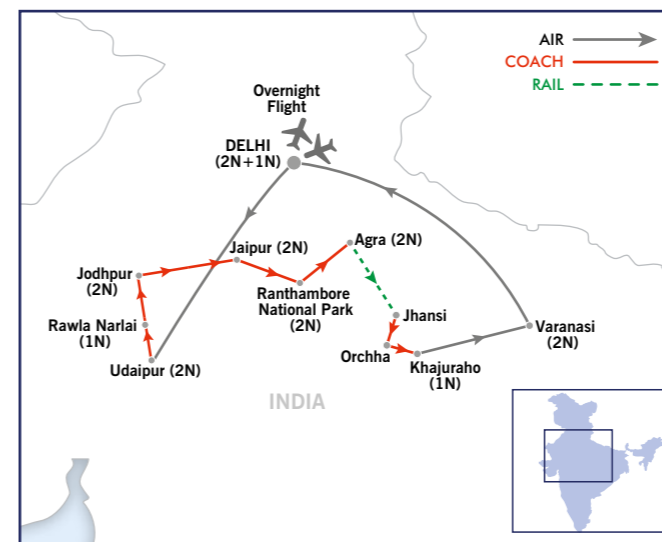 AIR
COACH
RAIL
Overnight
Flight
DELHI
(2N+1N)
Jaipur (2N)
Agra (2N)
Jodhpur
(2N)
Ranthambore
National Park
(2N)
Rawla Narlai
(1N)
Jhansi
Varanasi
(2N)
Udaipur (2N)
Orchha
Khajuraho
(1N)
INDIA